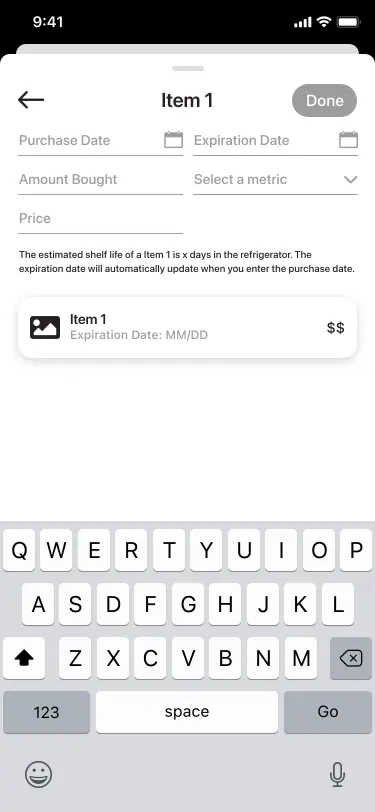 9:41
Item 1
Done
Purchase Date
Expiration Date
Amount Bought
Select a metric
Price
The estimated shelf life of a Item 1 is x days in the refrigerator. The
expiration date will automatically update when you enter the purchase date.
Item 1
Expiration Date: MM/DD
$$
Q W E R T Y U I O P
A S D F G H J K L
Z X C V B N M
123 space Go